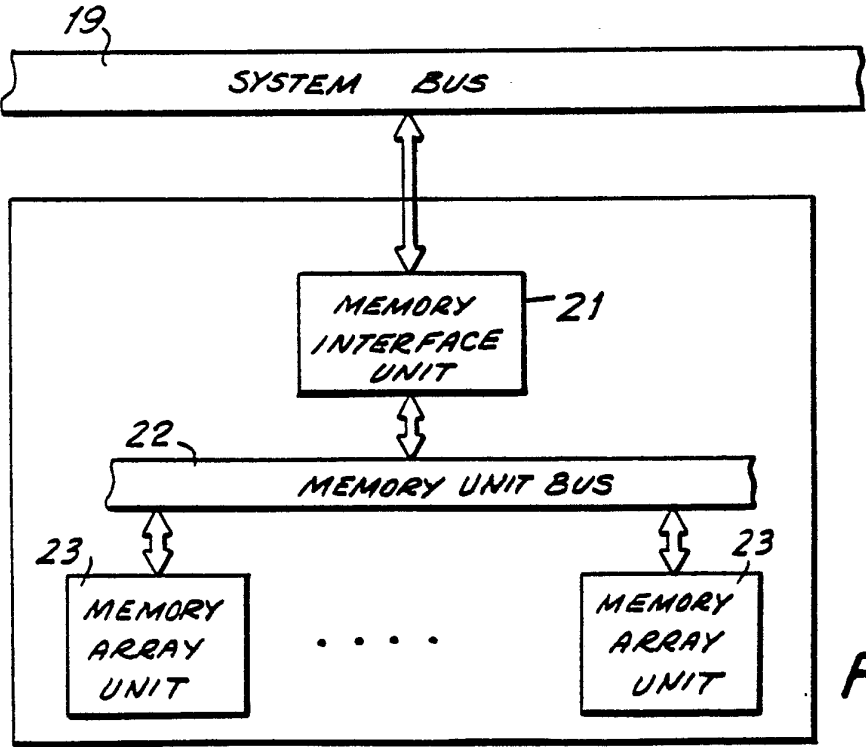 19
SYSTEM BUS
MEMORY
INTERFACE
UNIT
21
22
MEMORY UNIT BUS
23
MEMORY
ARRAY
UNIT
23
MEMORY
ARRAY
UNIT